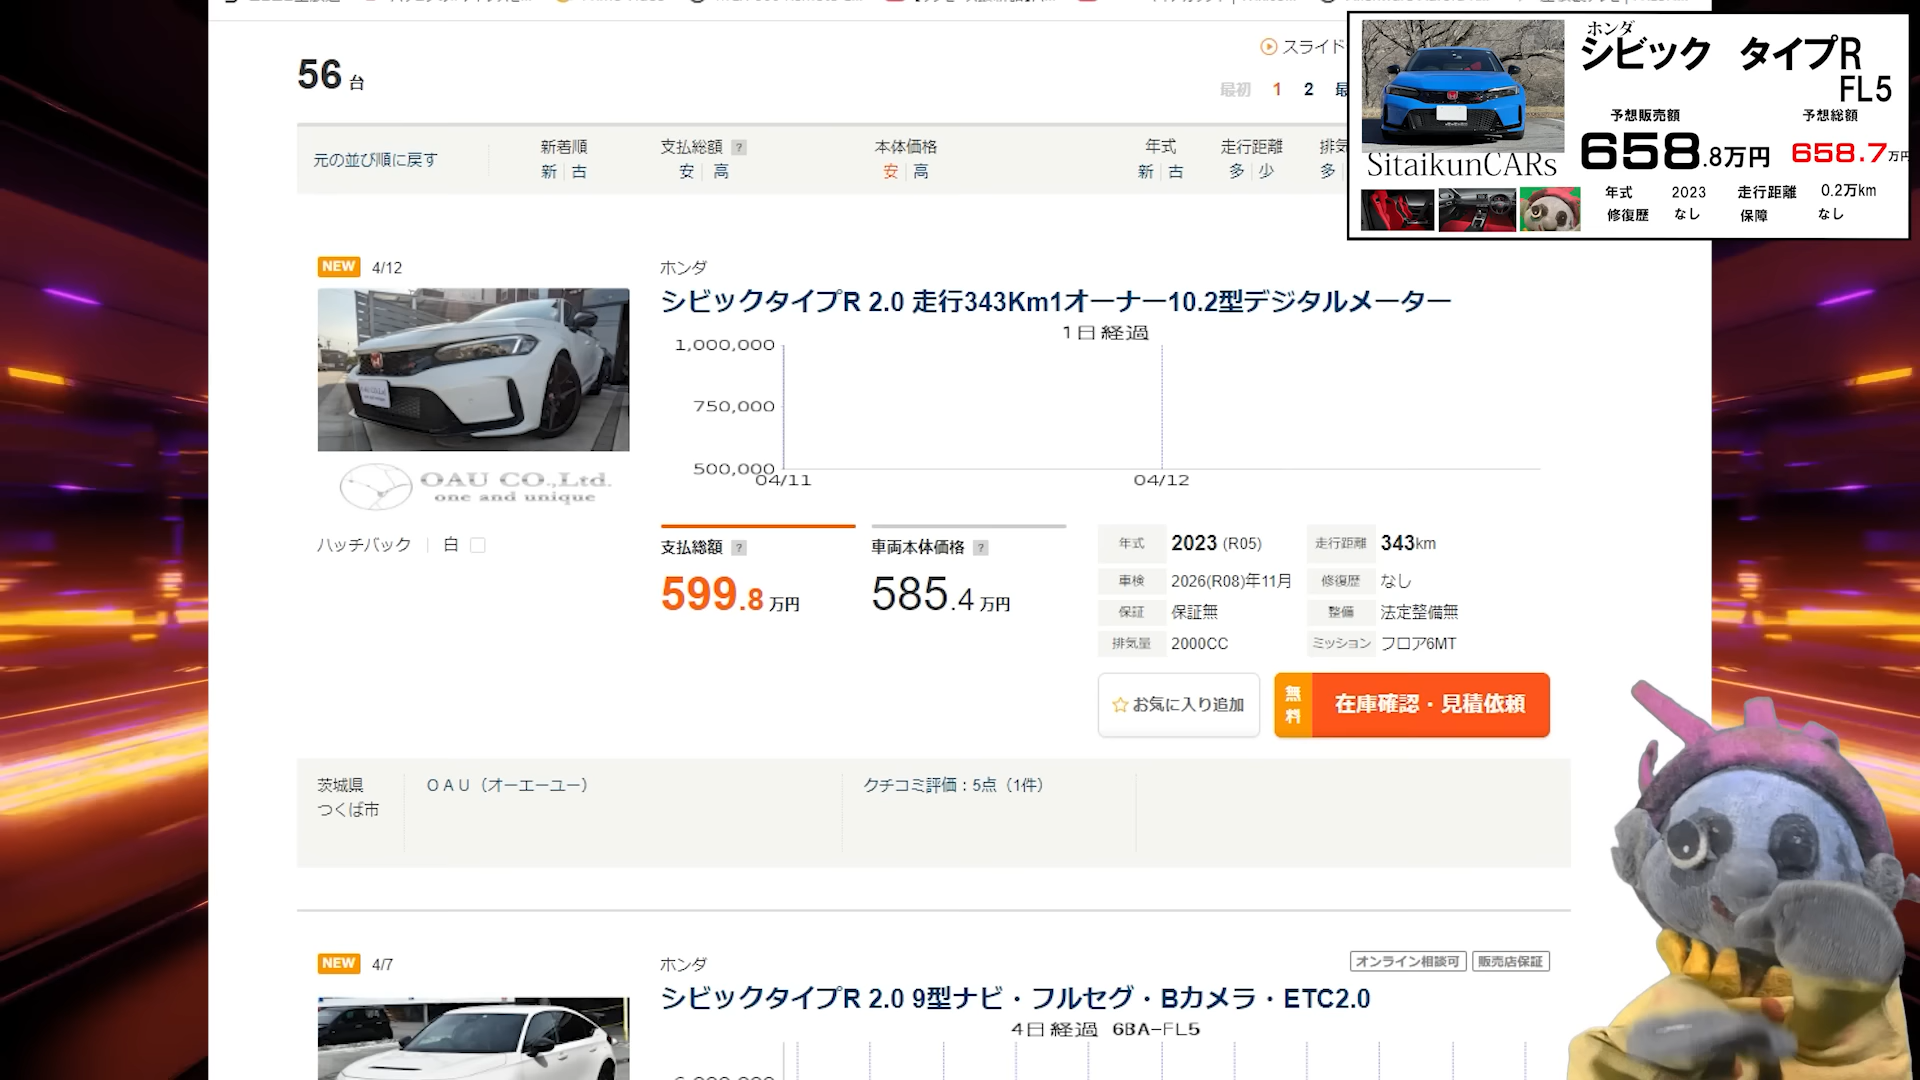 56 台
スライド
最初 1 2 最
元の並び順に戻す
新着順
新 古
支払総額 ?
安 高
本体価格
安 高
年式
新 古
走行距離
多 少
排気
多
ホンダ
シビック タイプR
FL5
予想販売額
658.8万円
予想総額
658.7万円
SitaikunCARs
年式 2023 走行距離 0.2万km
修復歴 なし 保障 なし
NEW 4/12
ホンダ
シビックタイプR 2.0 走行343Km1オーナー10.2型デジタルメーター
1日経過
1,000,000
750,000
500,000
04/11
04/12
OAU CO.,Ltd.
one and unique
ハッチバック 白
支払総額 ?
599.8万円
車両本体価格 ?
585.4万円
年式 2023 (R05) 走行距離 343km
車検 2026(R08)年11月 修復歴 なし
保証 保証無 整備 法定整備無
排気量 2000CC ミッション フロア6MT
お気に入り追加
無料
在庫確認・見積依頼
茨城県
つくば市
OAU（オーエーユー）
クチコミ評価：5点（1件）
NEW 4/7
ホンダ
オンライン相談可 販売店保証
シビックタイプR 2.0 9型ナビ・フルセグ・Bカメラ・ETC2.0
4日経過 6BA-FL5